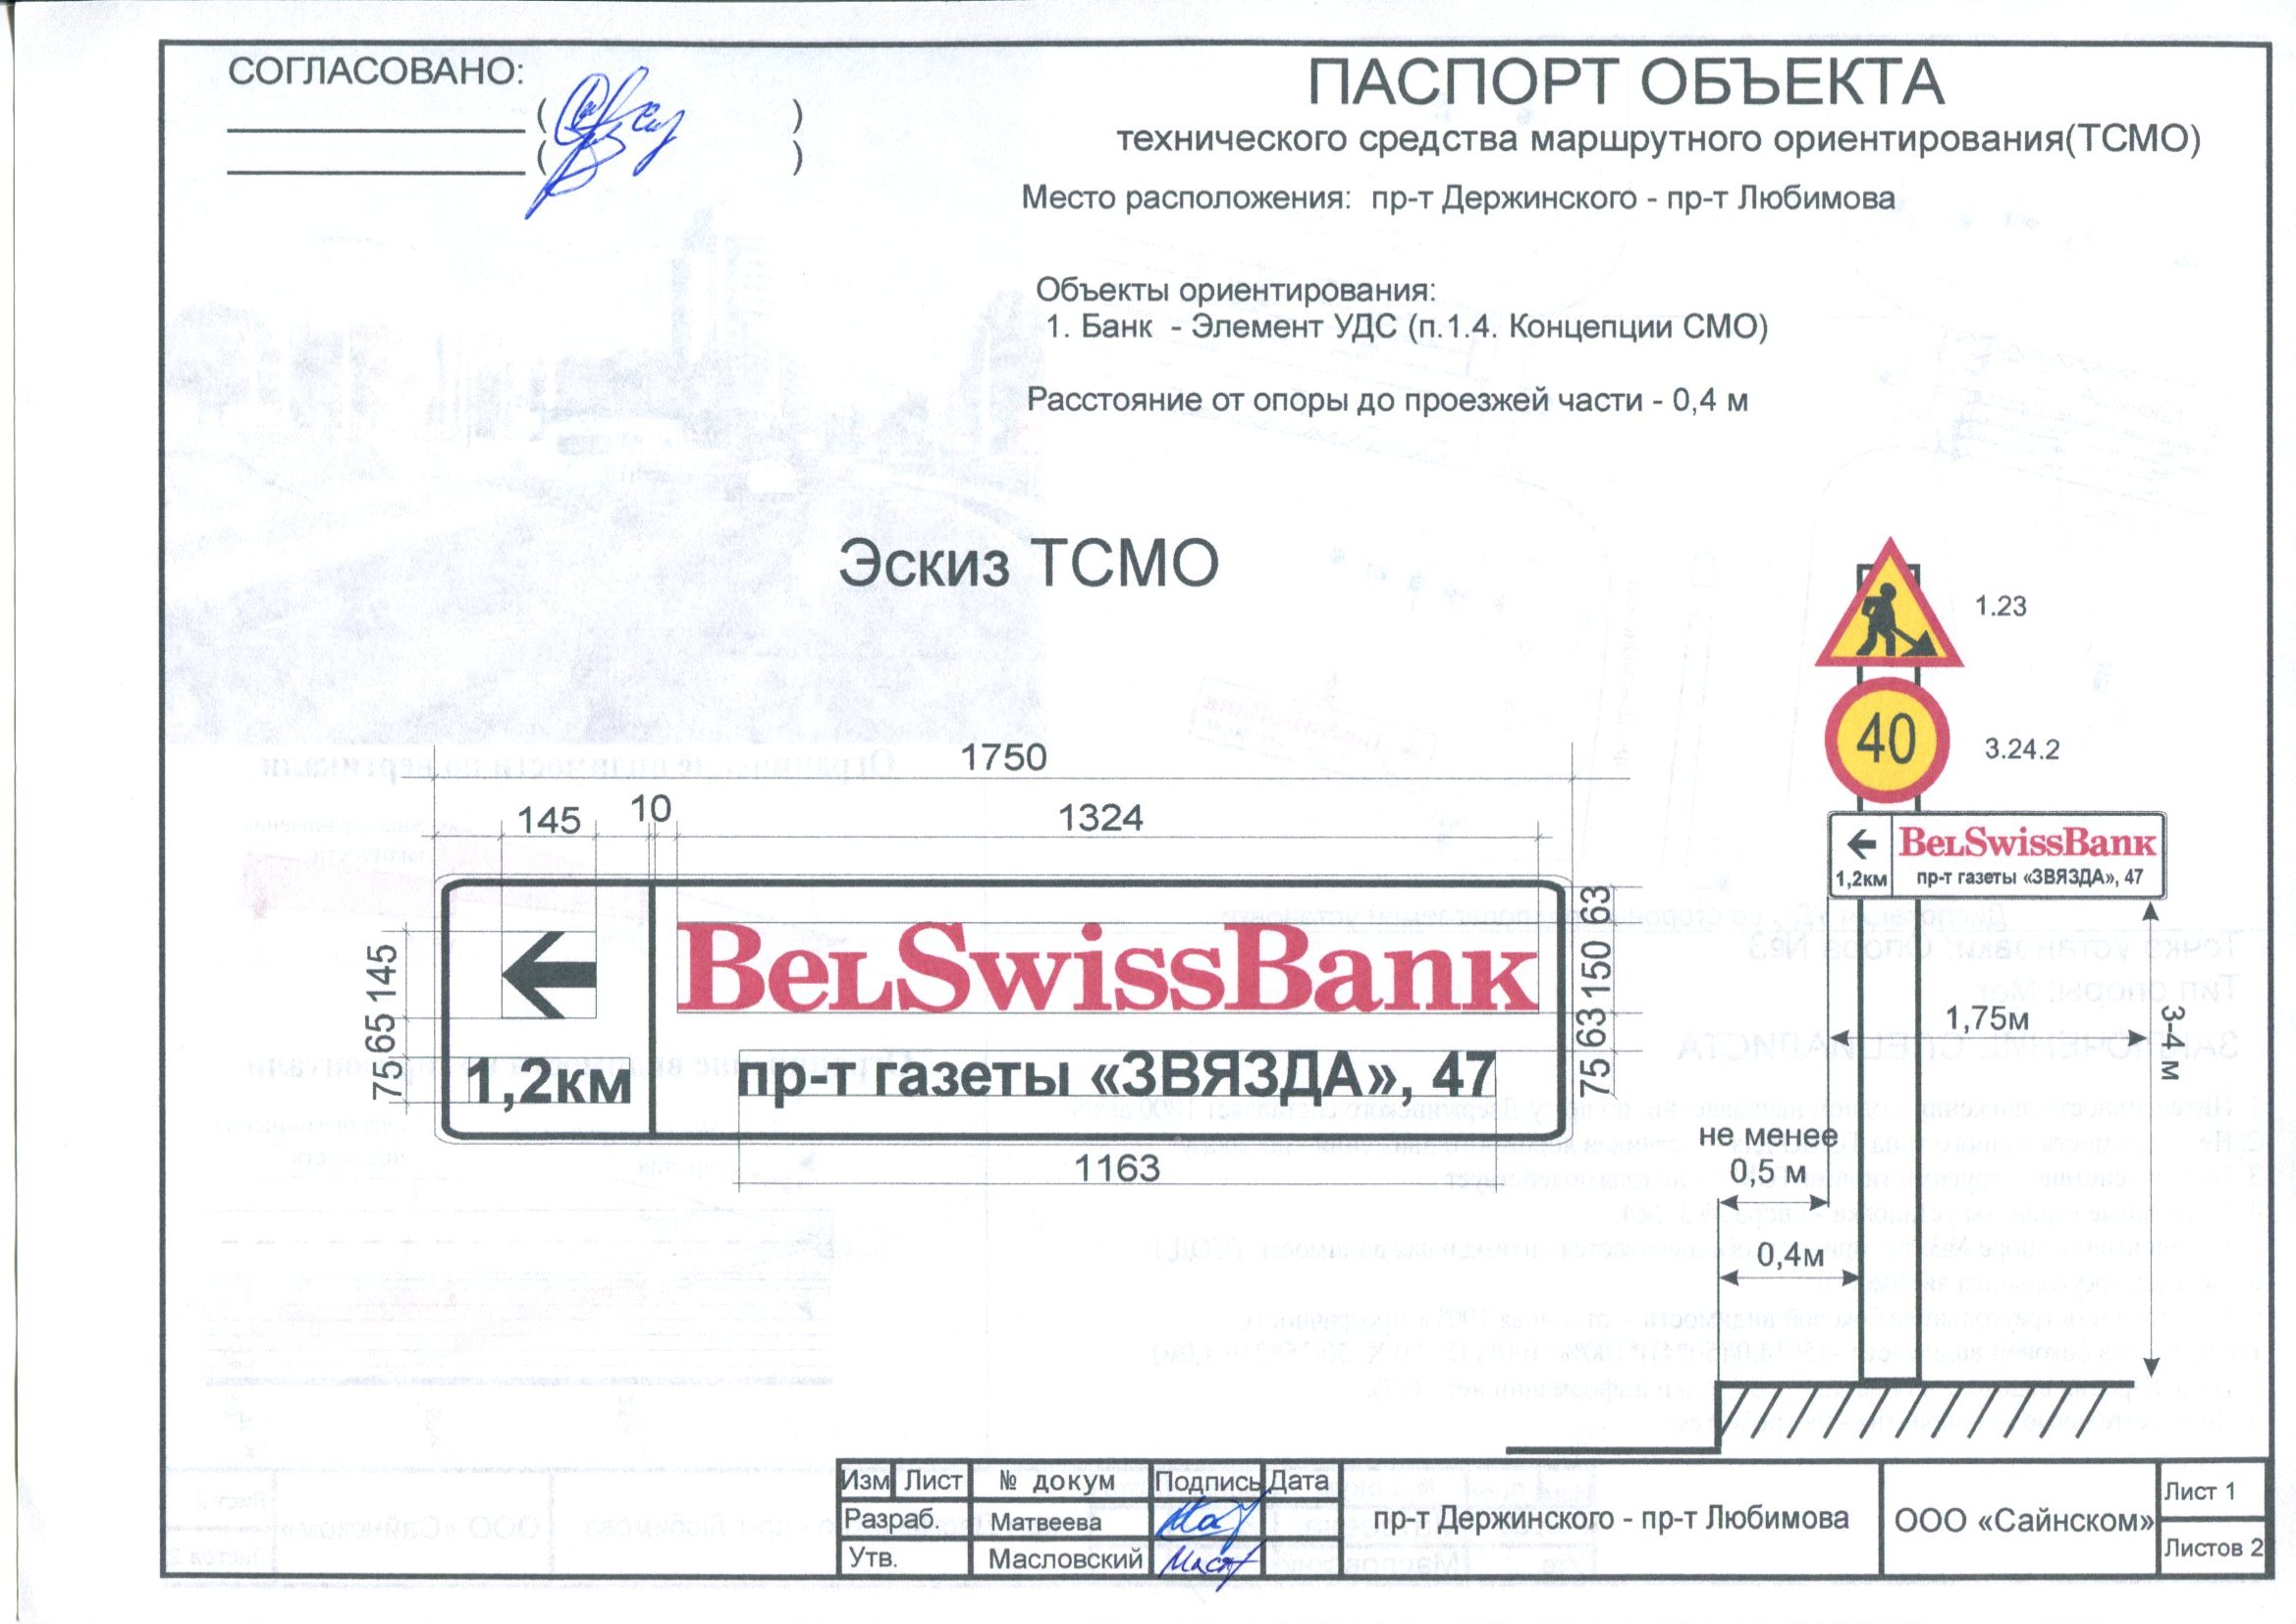 СОГЛАСОВАНО:
ПАСПОРТ ОБЪЕКТА
технического средства маршрутного ориентирования(ТСМО)
Место расположения: пр-т Держинского - пр-т Любимова
Объекты ориентирования:
1. Банк - Элемент УДС (п.1.4. Концепции СМО)
Расстояние от опоры до проезжей части - 0,4 м
Эскиз ТСМО
1.23
40
3.24.2
1750
145
10
1324
BELSWISSBANK
1,2км
пр-т газеты «ЗВЯЗДА», 47
145
65
75
63
150
63
75
BELSWISSBANK
1,2км
пр-т газеты «ЗВЯЗДА», 47
1163
1,75м
3-4 м
не менее
0,5 м
0,4м
Изм Лист № докум Подпись Дата
Разраб. Матвеева
Утв. Масловский
пр-т Держинского - пр-т Любимова
ООО «Сайнском»
Лист 1
Листов 2